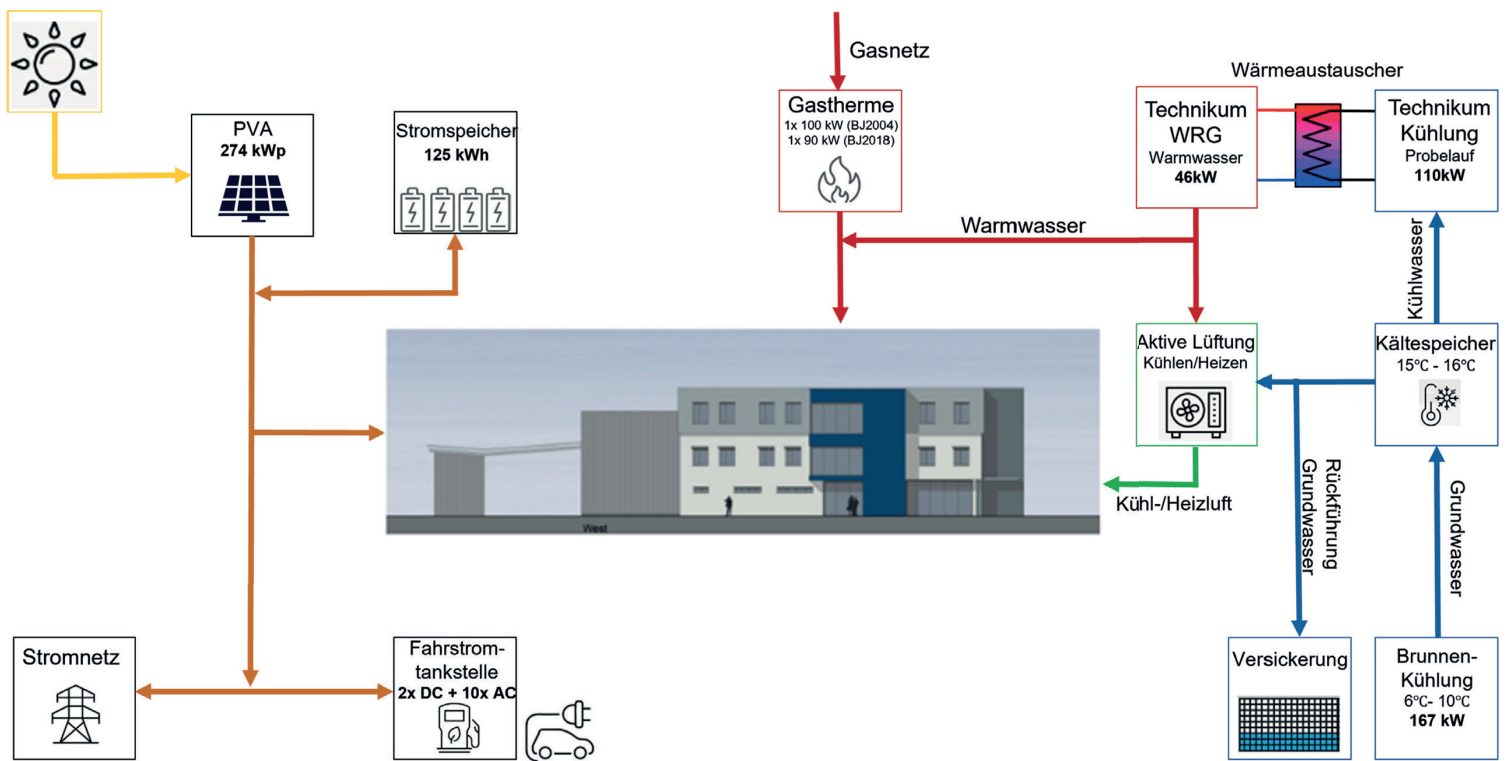 Gasnetz
Wärmeaustauscher
PVA
274 kWp
Stromspeicher
125 kWh
Gastherme
1x 100 kW (BJ2004)
1x 90 kW (BJ2018)
Technikum
WRG
Warmwasser
46kW
Technikum
Kühlung
Probelauf
110kW
Warmwasser
Kühlwasser
Aktive Lüftung
Kühlen/Heizen
Kältespeicher
15°C - 16°C
Kühl-/Heizluft
Rückführung
Grundwasser
Grundwasser
West
Stromnetz
Fahrstrom-
tankstelle
2x DC + 10x AC
Versickerung
Brunnen-
Kühlung
6°C- 10°C
167 kW